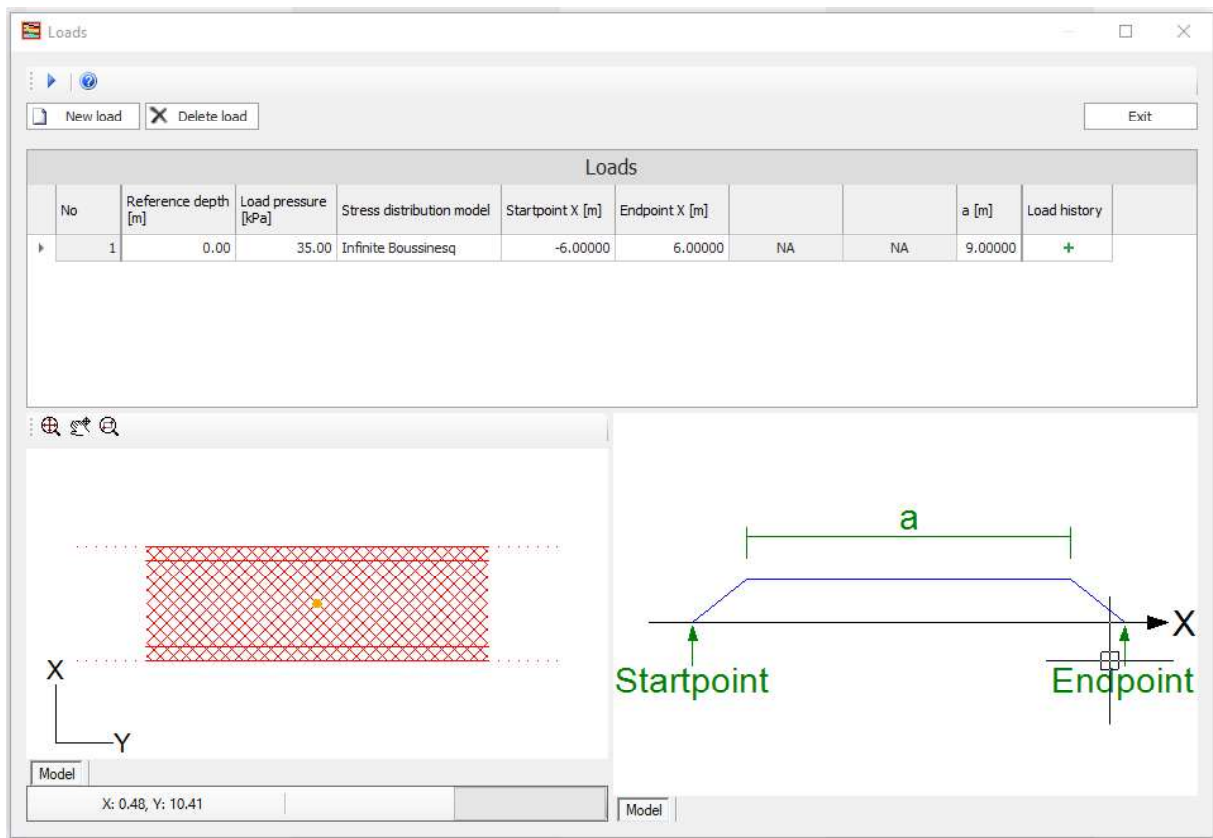 Loads
New load
Delete load
Exit
Loads
No
Reference depth
[m]
Load pressure
[kPa]
Stress distribution model
Startpoint X [m]
Endpoint X [m]
a [m]
Load history
1
0.00
35.00
Infinite Boussinesq
-6.00000
6.00000
NA
NA
9.00000
a
X
Startpoint
Endpoint
X
Y
Model
X: 0.48, Y: 10.41
Model